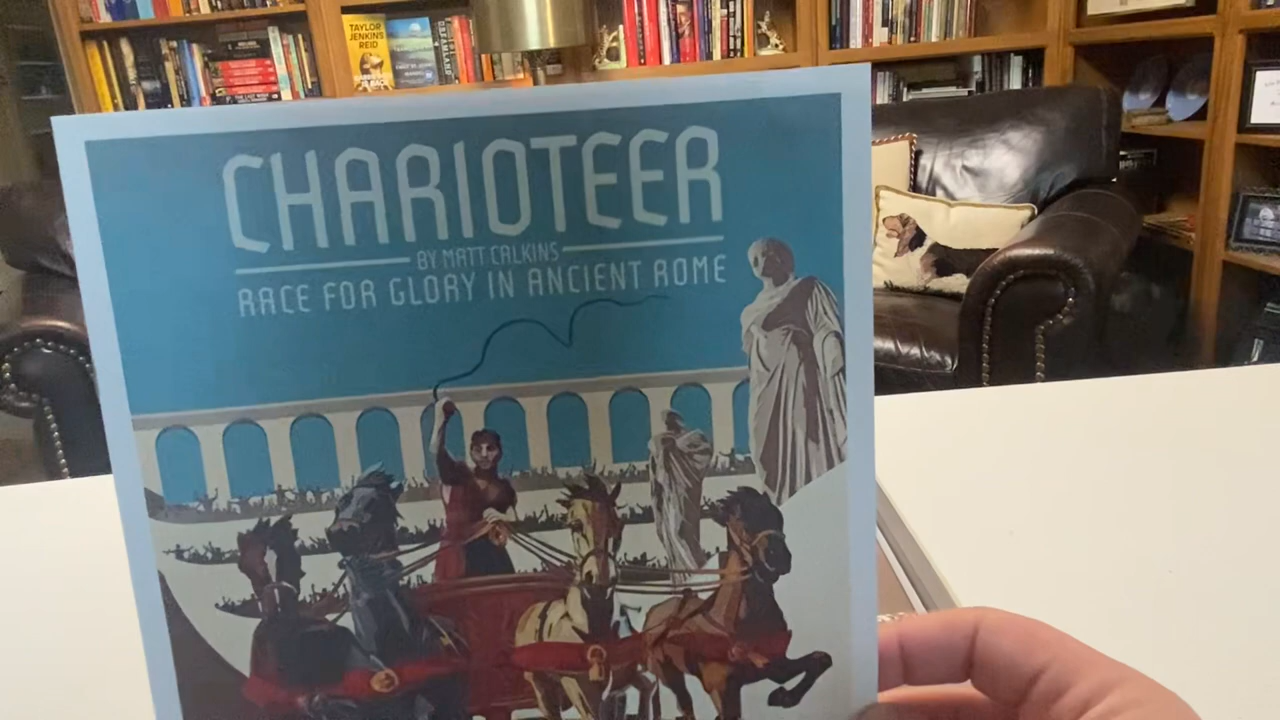 TAYLOR
JENKINS
REID
CHARIOTEER
BY MATT CALKINS
RACE FOR GLORY IN ANCIENT ROME